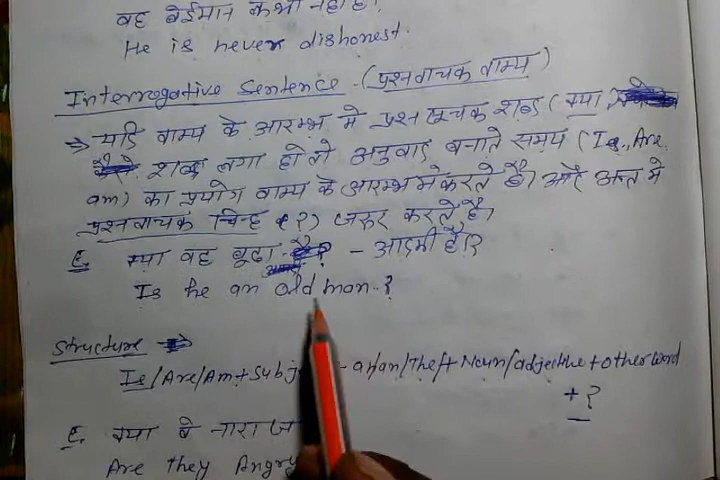 वह बेईमान कभी नहीं है।
He is never dishonest.
Interrogative Sentence - (प्रश्नवाचक वाक्य)
⇒ यदि वाक्य के आरम्भ मे प्रश्न सूचक शब्द (क्या,
शब्द लगा हो तो अनुवाद बनाते समय (Is, Are,
am) का प्रयोग वाक्य के आरम्भ मे करते है। और अन्त मे
प्रश्नवाचक चिन्ह (?) जरुर करते है।
E. क्या वह बूढा - आदमी है?
Is he an old man..?
Structure ⇒
Is/Are/Am + Subj - a/an/The/+ Noun/adjective + other word
+ ?
E. क्या वे नाराज
Are they Angry